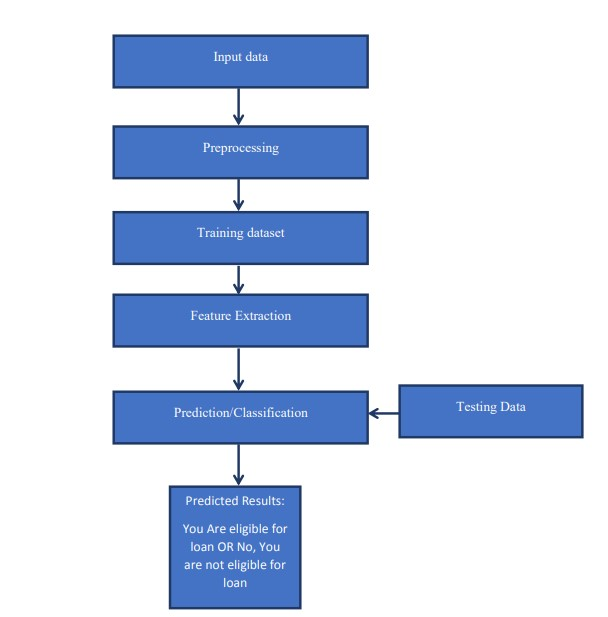 Input data
Preprocessing
Training dataset
Feature Extraction
Prediction/Classification
Testing Data
Predicted Results:
You Are eligible for
loan OR No, You
are not eligible for
loan